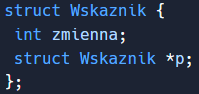 struct Wskaznik {
 int zmienna;
 struct Wskaznik *p;
};